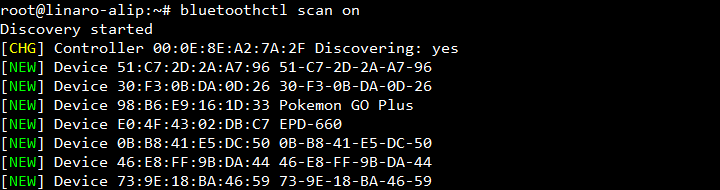 root@linaro-alip:~# bluetoothctl scan on
Discovery started
[CHG] Controller 00:0E:8E:A2:7A:2F Discovering: yes
[NEW] Device 51:C7:2D:2A:A7:96 51-C7-2D-2A-A7-96
[NEW] Device 30:F3:0B:DA:0D:26 30-F3-0B-DA-0D-26
[NEW] Device 98:B6:E9:16:1D:33 Pokemon GO Plus
[NEW] Device E0:4F:43:02:DB:C7 EPD-660
[NEW] Device 0B:B8:41:E5:DC:50 0B-B8-41-E5-DC-50
[NEW] Device 46:E8:FF:9B:DA:44 46-E8-FF-9B-DA-44
[NEW] Device 73:9E:18:BA:46:59 73-9E-18-BA-46-59